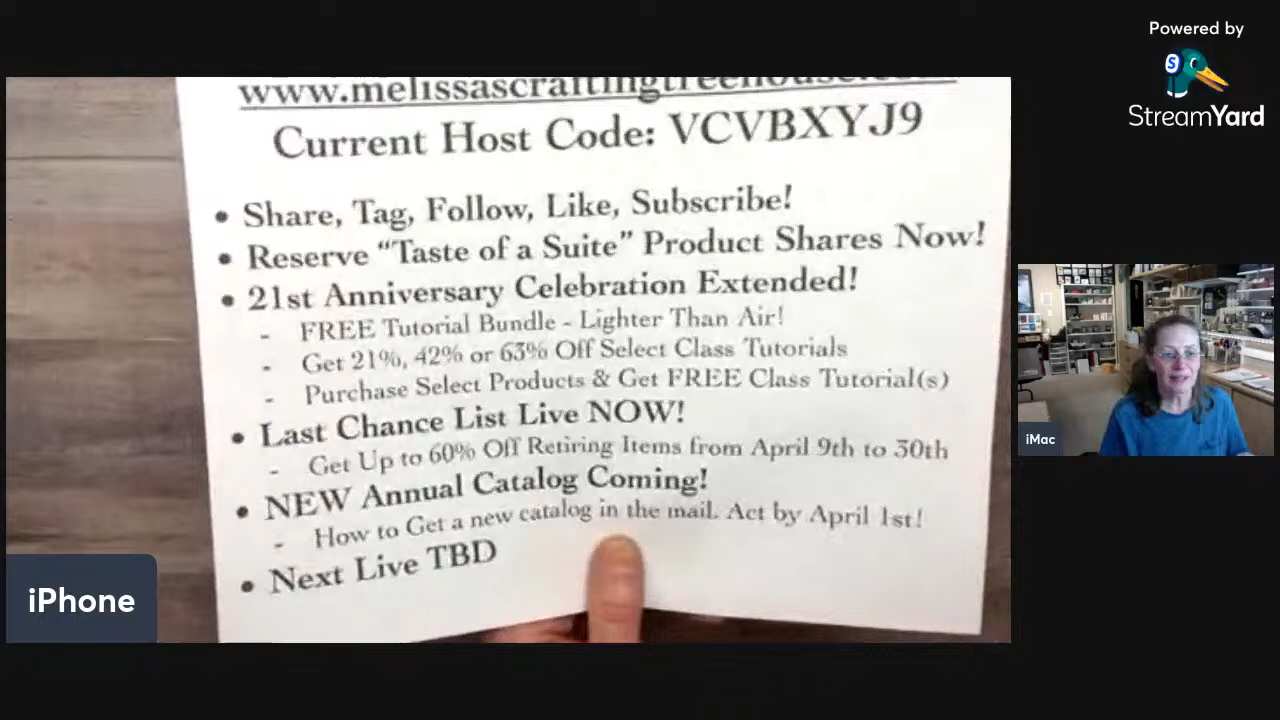 Powered by
StreamYard
www.melissascraftingtreehouse.com
Current Host Code: VCVBXYJ9
• Share, Tag, Follow, Like, Subscribe!
• Reserve “Taste of a Suite” Product Shares Now!
• 21st Anniversary Celebration Extended!
- FREE Tutorial Bundle - Lighter Than Air!
- Get 21%, 42% or 63% Off Select Class Tutorials
- Purchase Select Products & Get FREE Class Tutorial(s)
• Last Chance List Live NOW!
- Get Up to 60% Off Retiring Items from April 9th to 30th
• NEW Annual Catalog Coming!
- How to Get a new catalog in the mail. Act by April 1st!
• Next Live TBD
iPhone
iMac